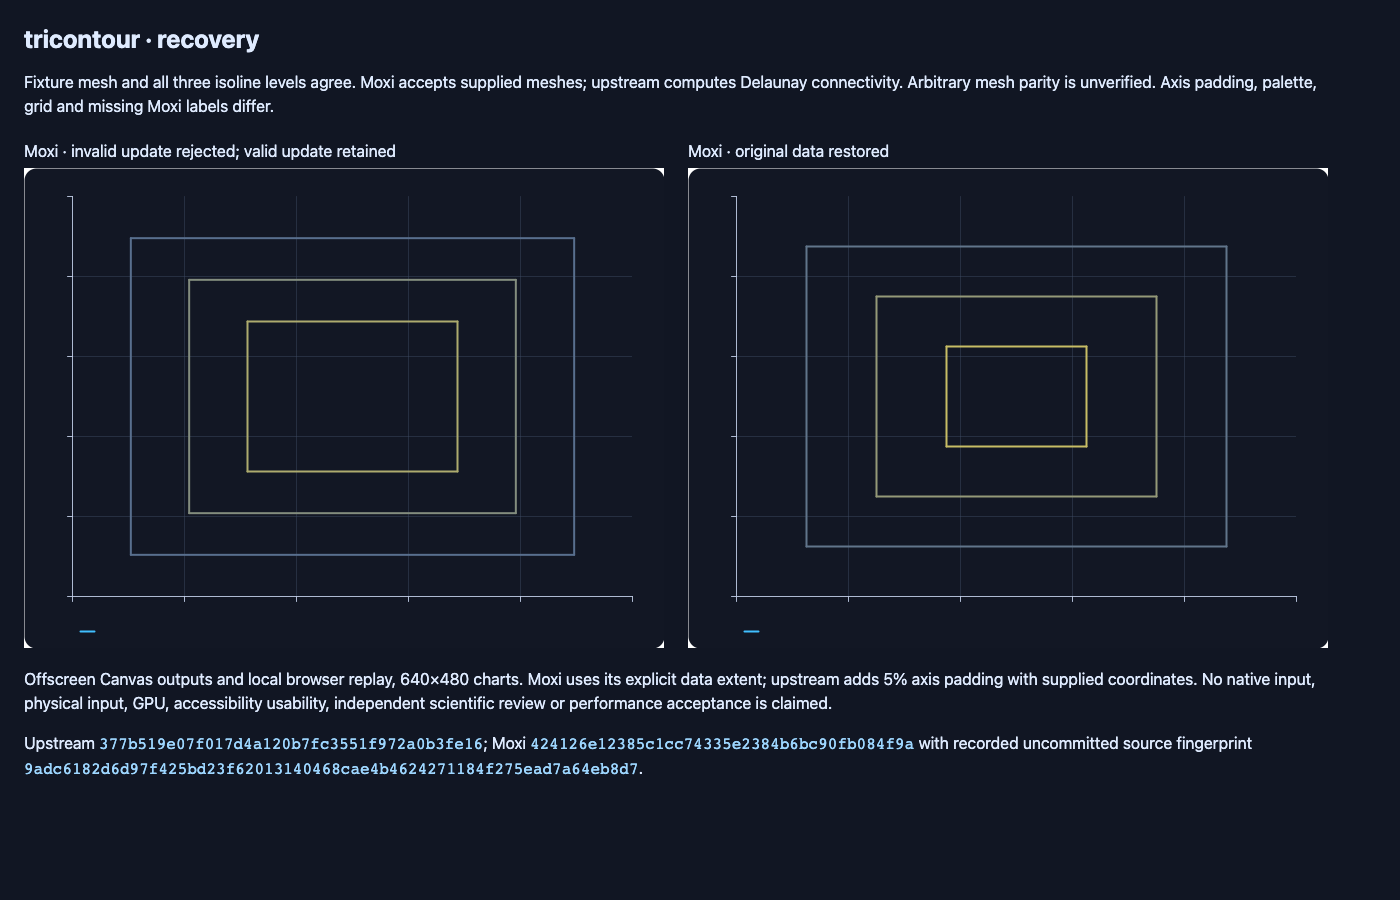 tricontour · recovery
Fixture mesh and all three isoline levels agree. Moxi accepts supplied meshes; upstream computes Delaunay connectivity. Arbitrary mesh parity is unverified. Axis padding, palette,
grid and missing Moxi labels differ.
Moxi · invalid update rejected; valid update retained
Moxi · original data restored
Offscreen Canvas outputs and local browser replay, 640×480 charts. Moxi uses its explicit data extent; upstream adds 5% axis padding with supplied coordinates. No native input,
physical input, GPU, accessibility usability, independent scientific review or performance acceptance is claimed.
Upstream 377b519e07f017d4a120b7fc3551f972a0b3fe16; Moxi 424126e12385c1cc74335e2384b6bc90fb084f9a with recorded uncommitted source fingerprint
9adc6182d6d97f425bd23f62013140468cae4b4624271184f275ead7a64eb8d7.